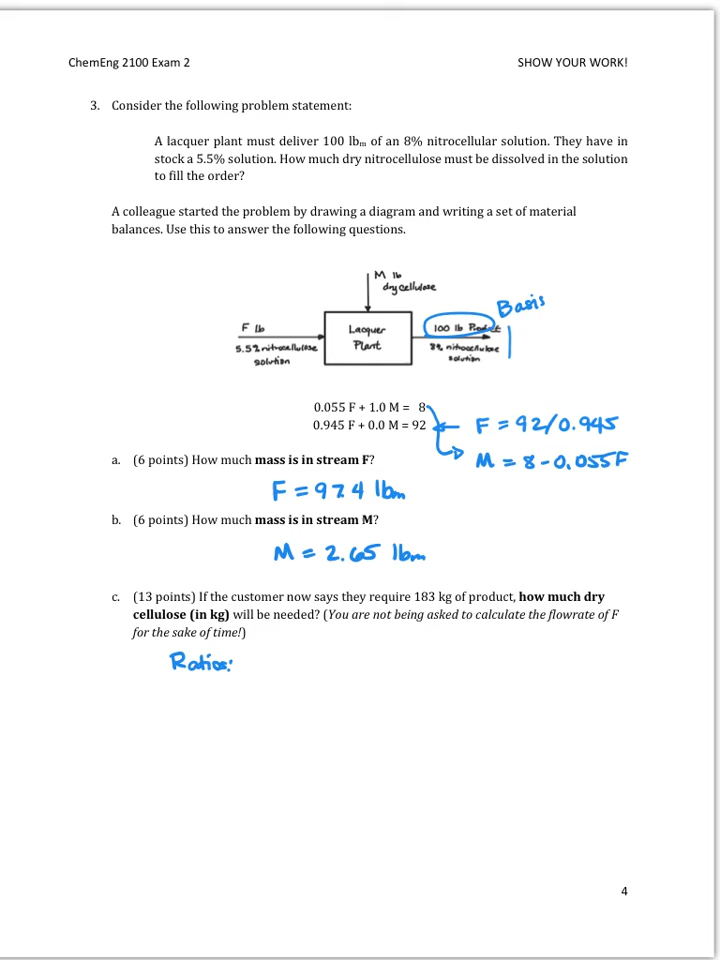 ChemEng 2100 Exam 2 SHOW YOUR WORK!
3. Consider the following problem statement:
A lacquer plant must deliver 100 lbₘ of an 8% nitrocellular solution. They have in
stock a 5.5% solution. How much dry nitrocellulose must be dissolved in the solution
to fill the order?
A colleague started the problem by drawing a diagram and writing a set of material
balances. Use this to answer the following questions.
M lb
dry cellulose
Basis
F lb
5.5% nitrocellulose
solution
Lacquer
Plant
100 lb Product
8% nitrocellulose
solution
0.055 F + 1.0 M = 8
0.945 F + 0.0 M = 92
F = 92/0.945
M = 8-0.055F
a. (6 points) How much mass is in stream F?
F = 97.4 lbm
b. (6 points) How much mass is in stream M?
M = 2.65 lbm
c. (13 points) If the customer now says they require 183 kg of product, how much dry
cellulose (in kg) will be needed? (You are not being asked to calculate the flowrate of F
for the sake of time!)
Ratios:
4